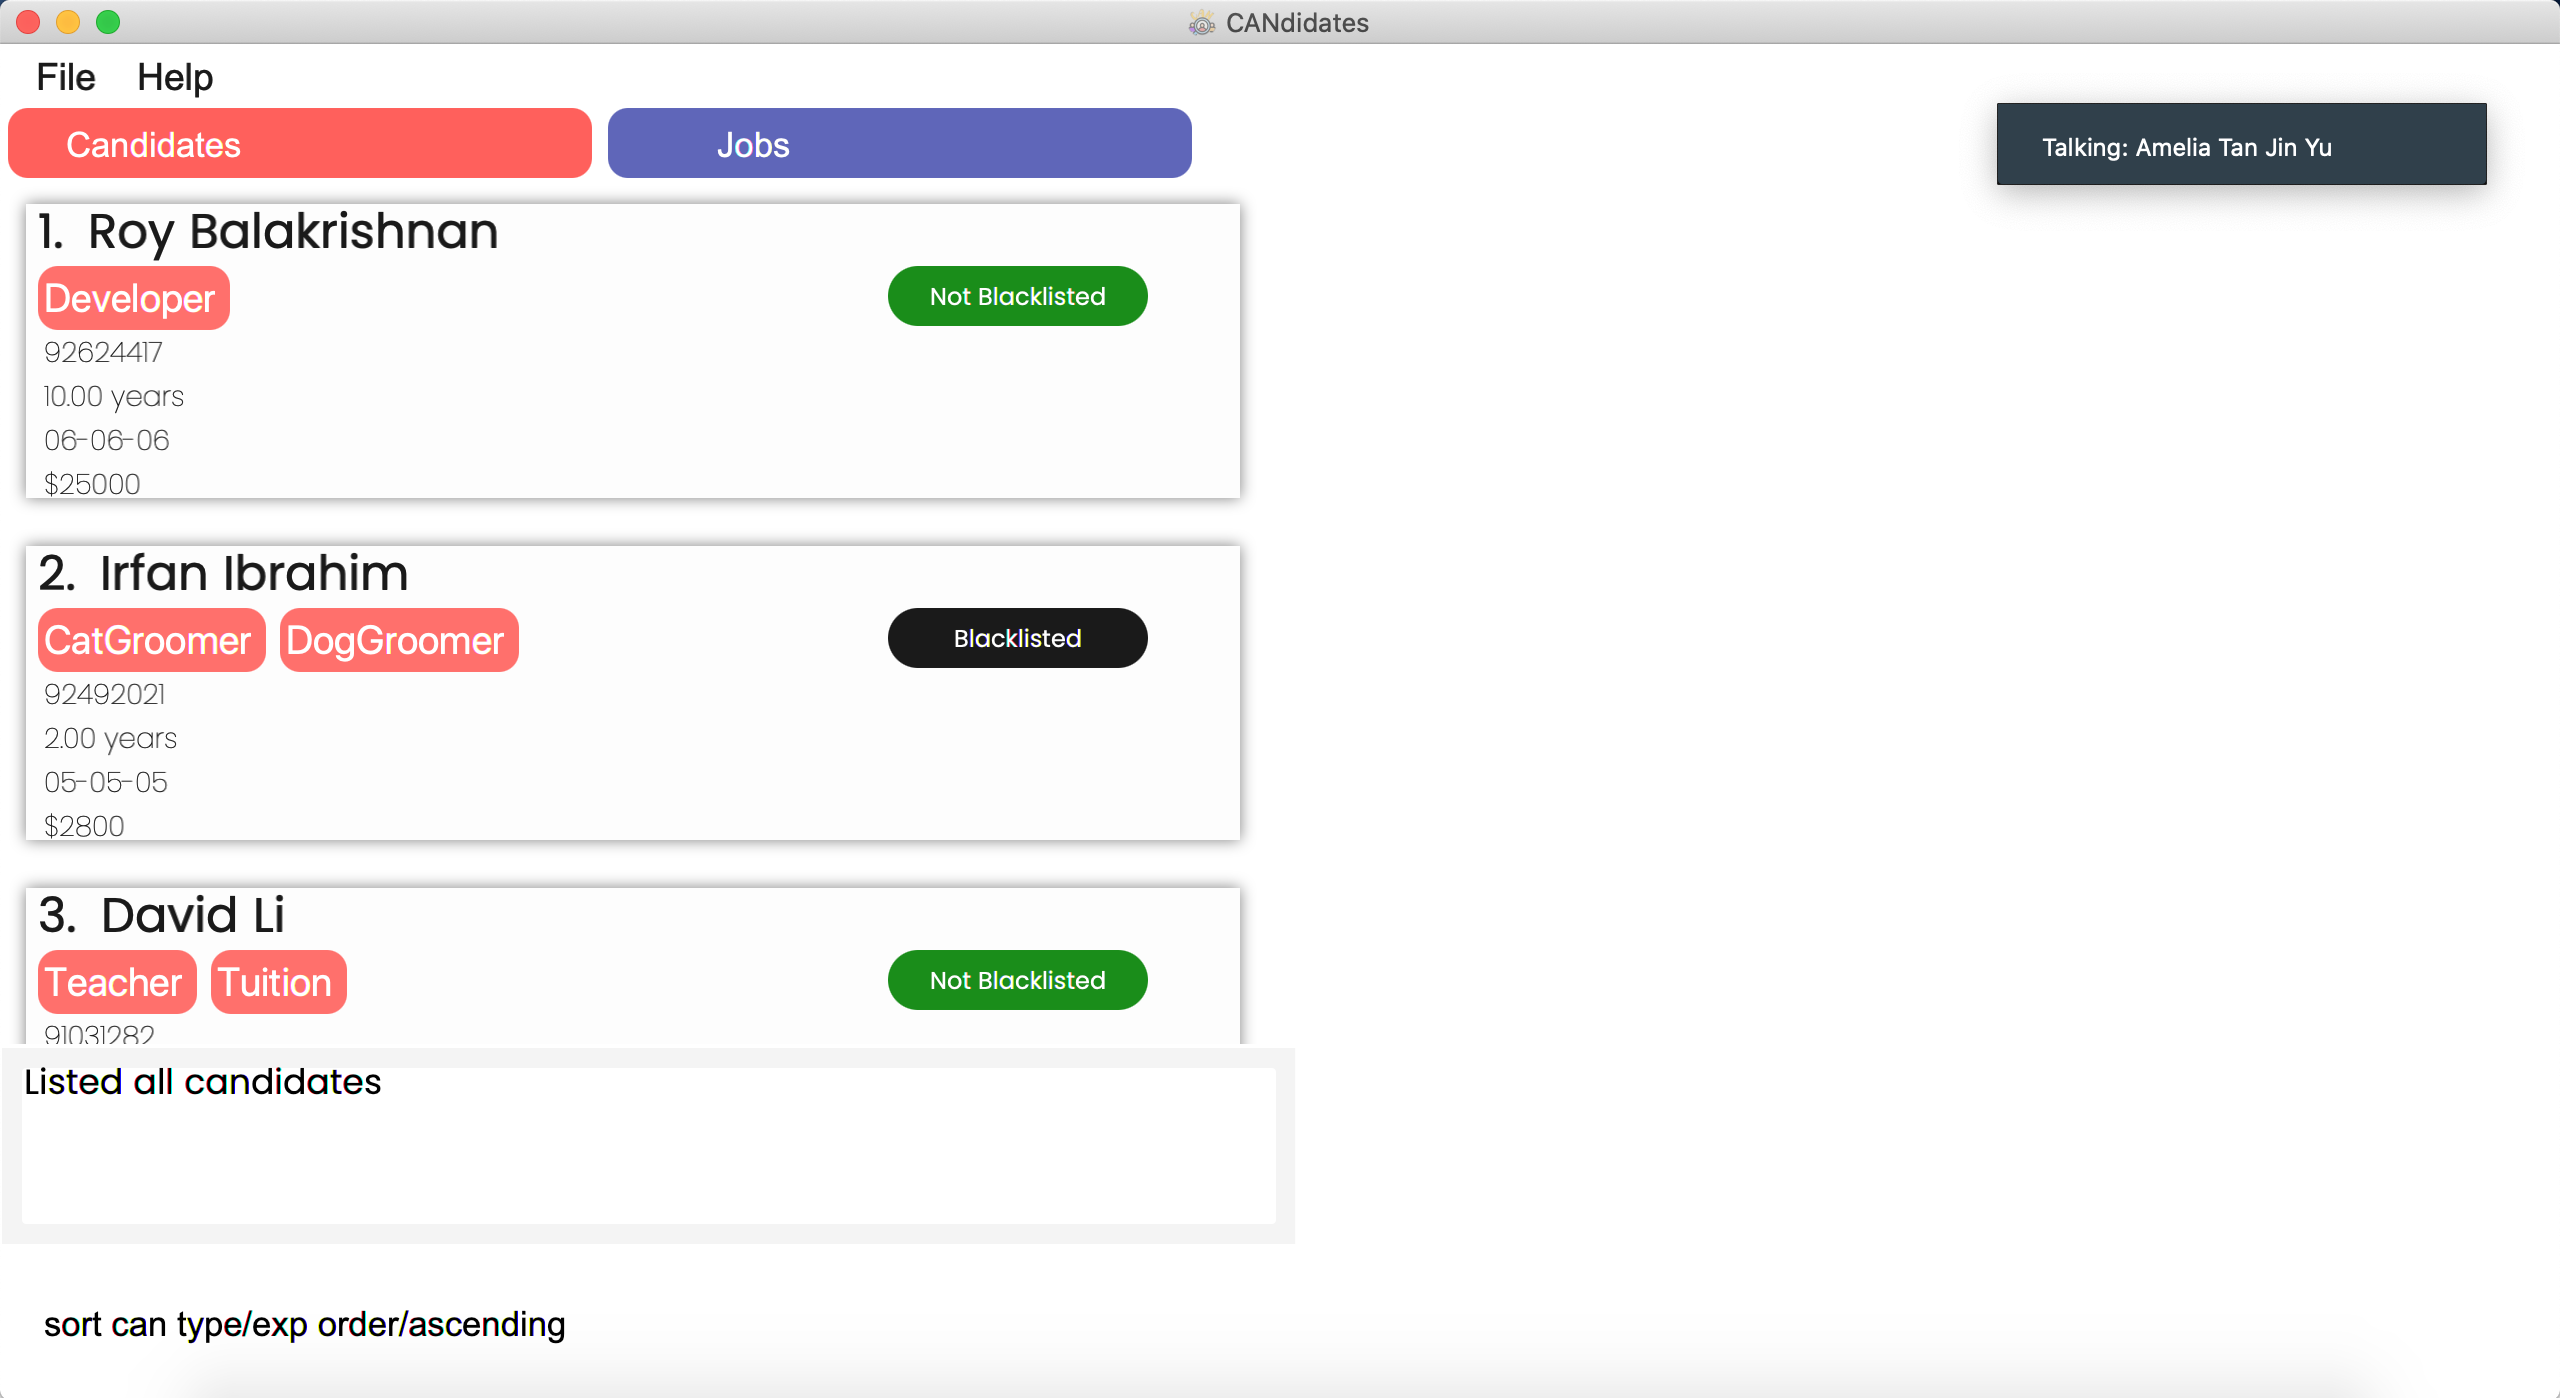 CANdidates
File Help
Candidates Jobs
Talking: Amelia Tan Jin Yu
1. Roy Balakrishnan
Developer
Not Blacklisted
92624417
10.00 years
06-06-06
$25000
2. Irfan Ibrahim
CatGroomer DogGroomer
Blacklisted
92492021
2.00 years
05-05-05
$2800
3. David Li
Teacher Tuition
Not Blacklisted
91031282
Listed all candidates
sort can type/exp order/ascending